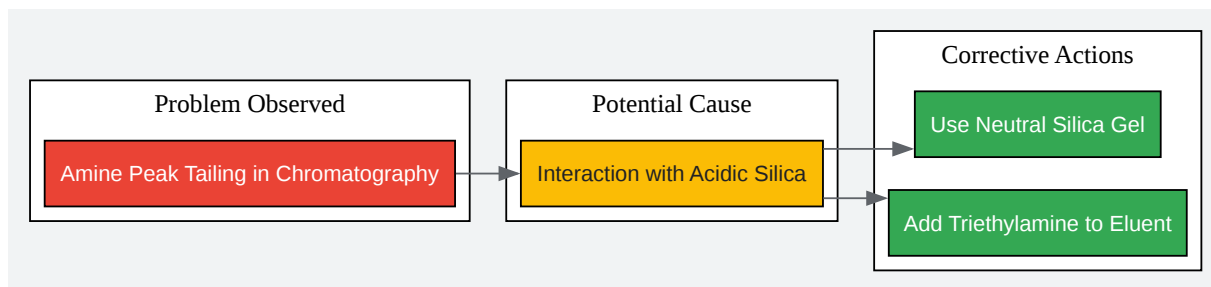 Problem Observed
Amine Peak Tailing in Chromatography
Potential Cause
Interaction with Acidic Silica
Corrective Actions
Use Neutral Silica Gel
Add Triethylamine to Eluent